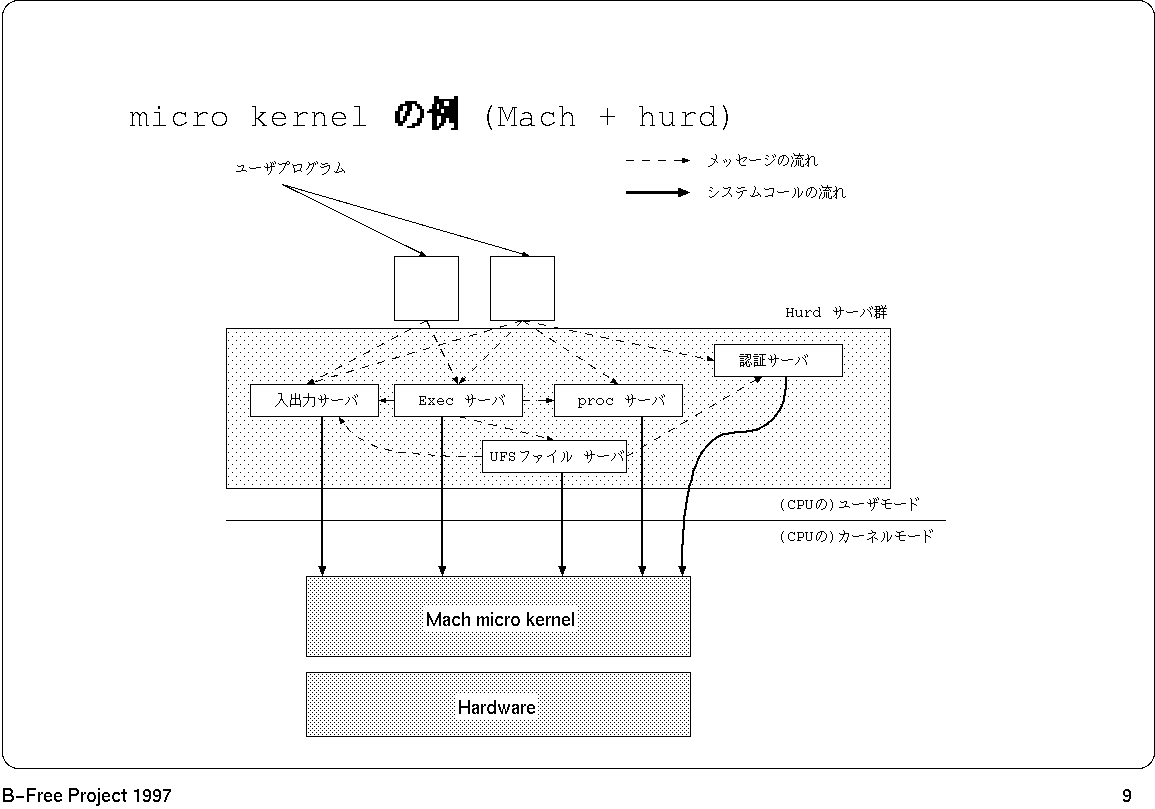 micro kernel の例 (Mach + hurd)
ユーザプログラム
メッセージの流れ
システムコールの流れ
Hurd サーバ群
認証サーバ
入出力サーバ
Exec サーバ
proc サーバ
UFSファイル サーバ
(CPUの)ユーザモード
(CPUの)カーネルモード
Mach micro kernel
Hardware
B-Free Project 1997
9